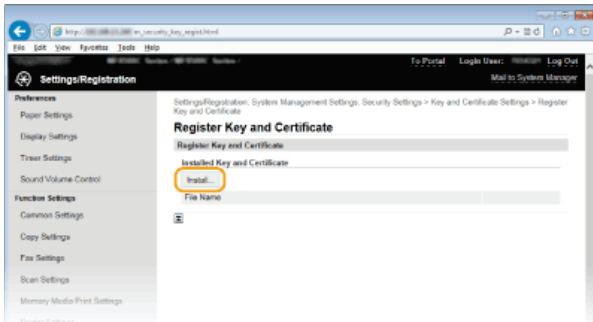 http://
m_security_key_regist.html
File Edit View Favorites Tools Help
To Portal Login User: Log Out
Settings/Registration
Mail to System Manager
Preferences
Paper Settings
Display Settings
Timer Settings
Sound Volume Control
Function Settings
Common Settings
Copy Settings
Fax Settings
Scan Settings
Memory Media Print Settings
Settings/Registration: System Management Settings: Security Settings > Key and Certificate Settings > Register
Key and Certificate
Register Key and Certificate
Register Key and Certificate
Installed Key and Certificate
Install...
File Name